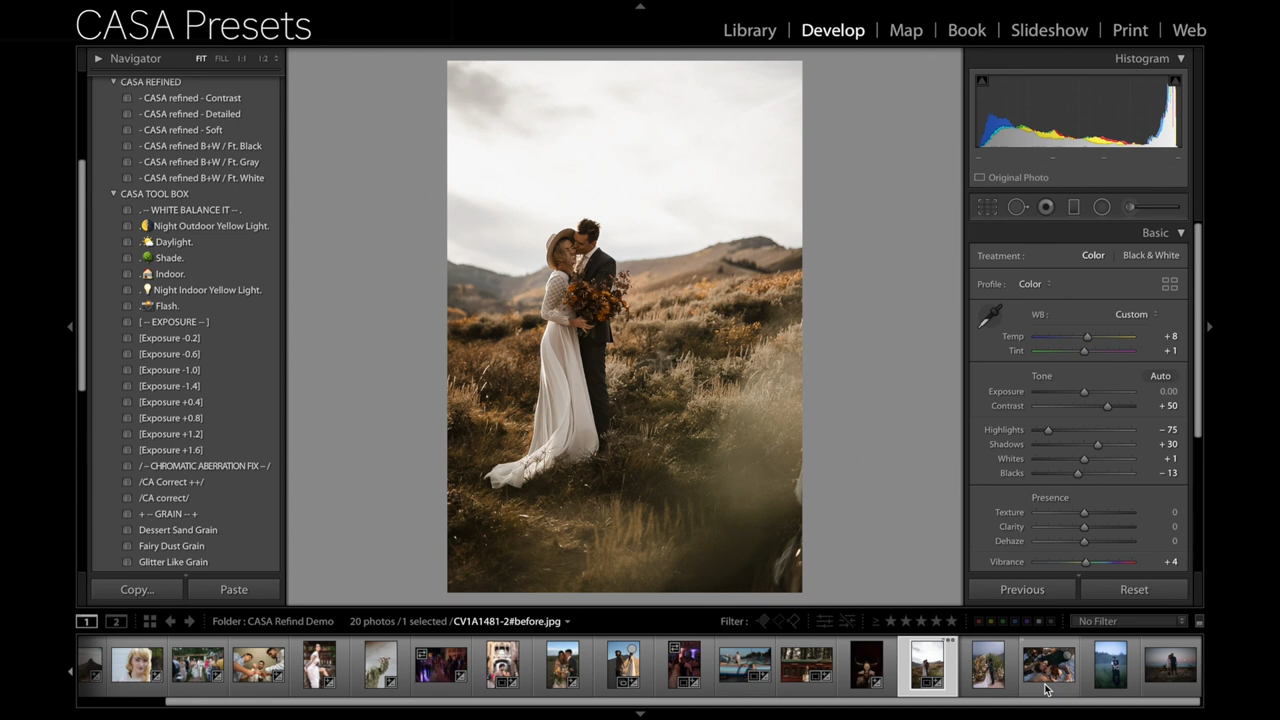 CASA Presets
Library | Develop | Map | Book | Slideshow | Print | Web
Navigator FIT FILL 1:1 1:2
CASA REFINED
- CASA refined - Contrast
- CASA refined - Detailed
- CASA refined - Soft
- CASA refined B+W / Ft. Black
- CASA refined B+W / Ft. Gray
- CASA refined B+W / Ft. White
CASA TOOL BOX
. -- WHITE BALANCE IT -- .
. Night Outdoor Yellow Light.
. Daylight.
. Shade.
. Indoor.
. Night Indoor Yellow Light.
. Flash.
[ -- EXPOSURE -- ]
[Exposure -0.2]
[Exposure -0.6]
[Exposure -1.0]
[Exposure -1.4]
[Exposure +0.4]
[Exposure +0.8]
[Exposure +1.2]
[Exposure +1.6]
/ -- CHROMATIC ABERRATION FIX -- /
/CA Correct ++/
/CA correct/
+ -- GRAIN -- +
Dessert Sand Grain
Fairy Dust Grain
Glitter Like Grain
Copy... Paste
Histogram
Original Photo
Basic
Treatment : Color Black & White
Profile : Color
WB : Custom
Temp + 8
Tint + 1
Tone Auto
Exposure 0.00
Contrast + 50
Highlights - 75
Shadows + 30
Whites + 1
Blacks - 13
Presence
Texture 0
Clarity 0
Dehaze 0
Vibrance + 4
Previous Reset
1 2 Folder : CASA Refind Demo 20 photos / 1 selected / CV1A1481-2#before.jpg Filter : ≥ ★★★★★ No Filter